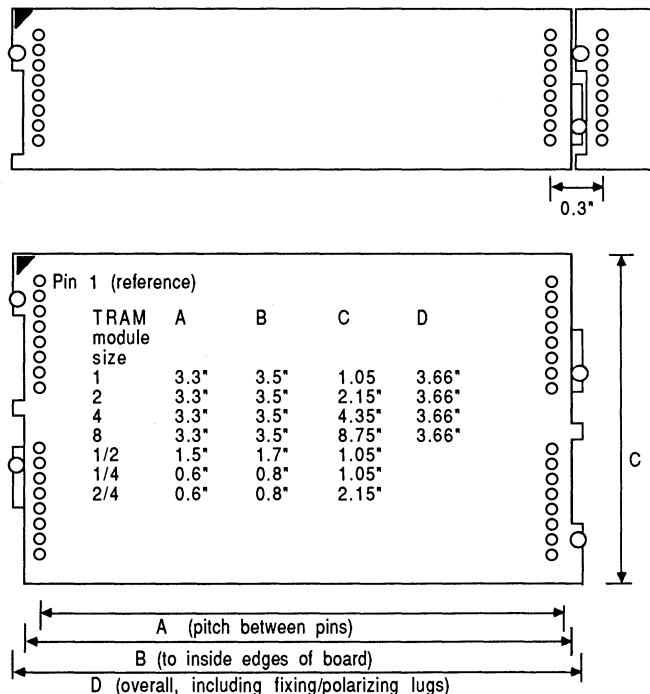 0.3"
Pin 1 (reference)
TRAM A B C D
module
size
1 3.3" 3.5" 1.05 3.66"
2 3.3" 3.5" 2.15" 3.66"
4 3.3" 3.5" 4.35" 3.66"
8 3.3" 3.5" 8.75" 3.66"
1/2 1.5" 1.7" 1.05"
1/4 0.6" 0.8" 1.05"
2/4 0.6" 0.8" 2.15"
C
A (pitch between pins)
B (to inside edges of board)
D (overall, including fixing/polarizing lugs)